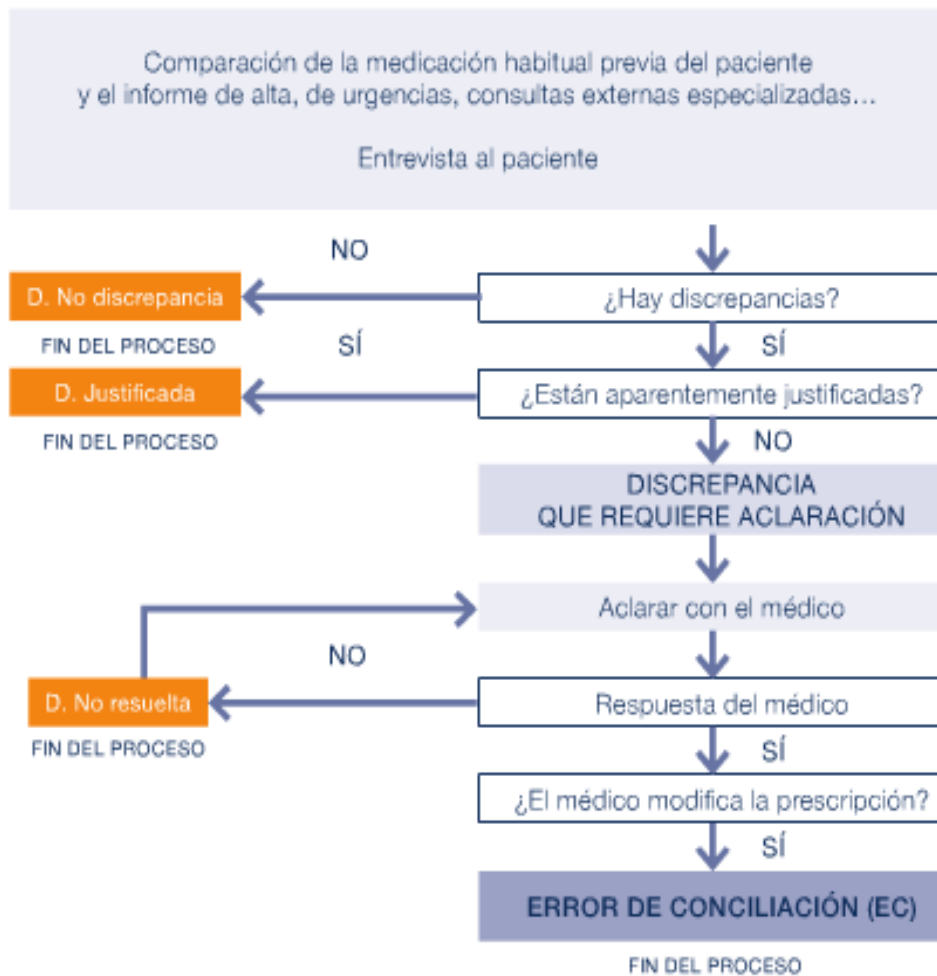 Comparación de la medicación habitual previa del paciente
y el informe de alta, de urgencias, consultas externas especializadas...
Entrevista al paciente
NO
D. No discrepancia
¿Hay discrepancias?
FIN DEL PROCESO
SÍ
SÍ
D. Justificada
¿Están aparentemente justificadas?
FIN DEL PROCESO
NO
DISCREPANCIA
QUE REQUIERE ACLARACIÓN
Aclarar con el médico
NO
D. No resuelta
Respuesta del médico
FIN DEL PROCESO
SÍ
¿El médico modifica la prescripción?
SÍ
ERROR DE CONCILIACIÓN (EC)
FIN DEL PROCESO